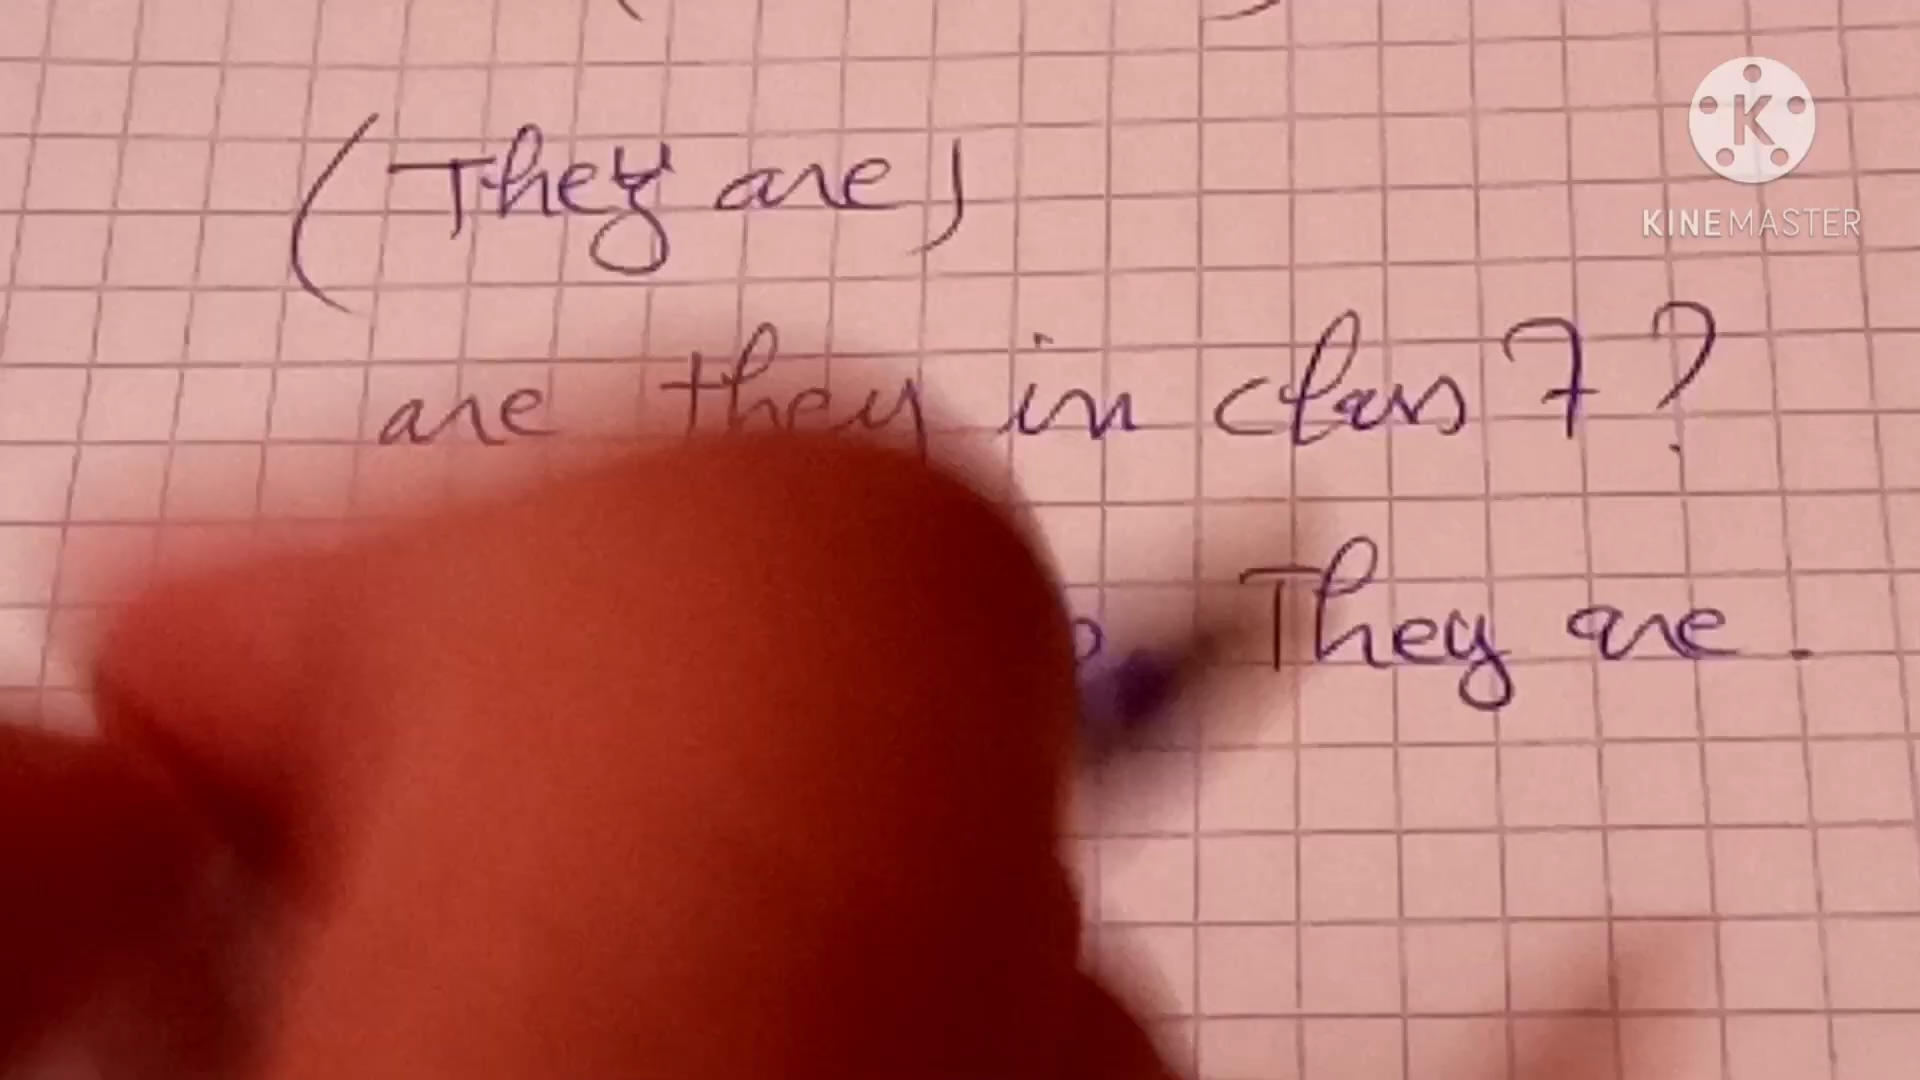 (They are)
are they in class 7?
They are.
K
KINEMASTER